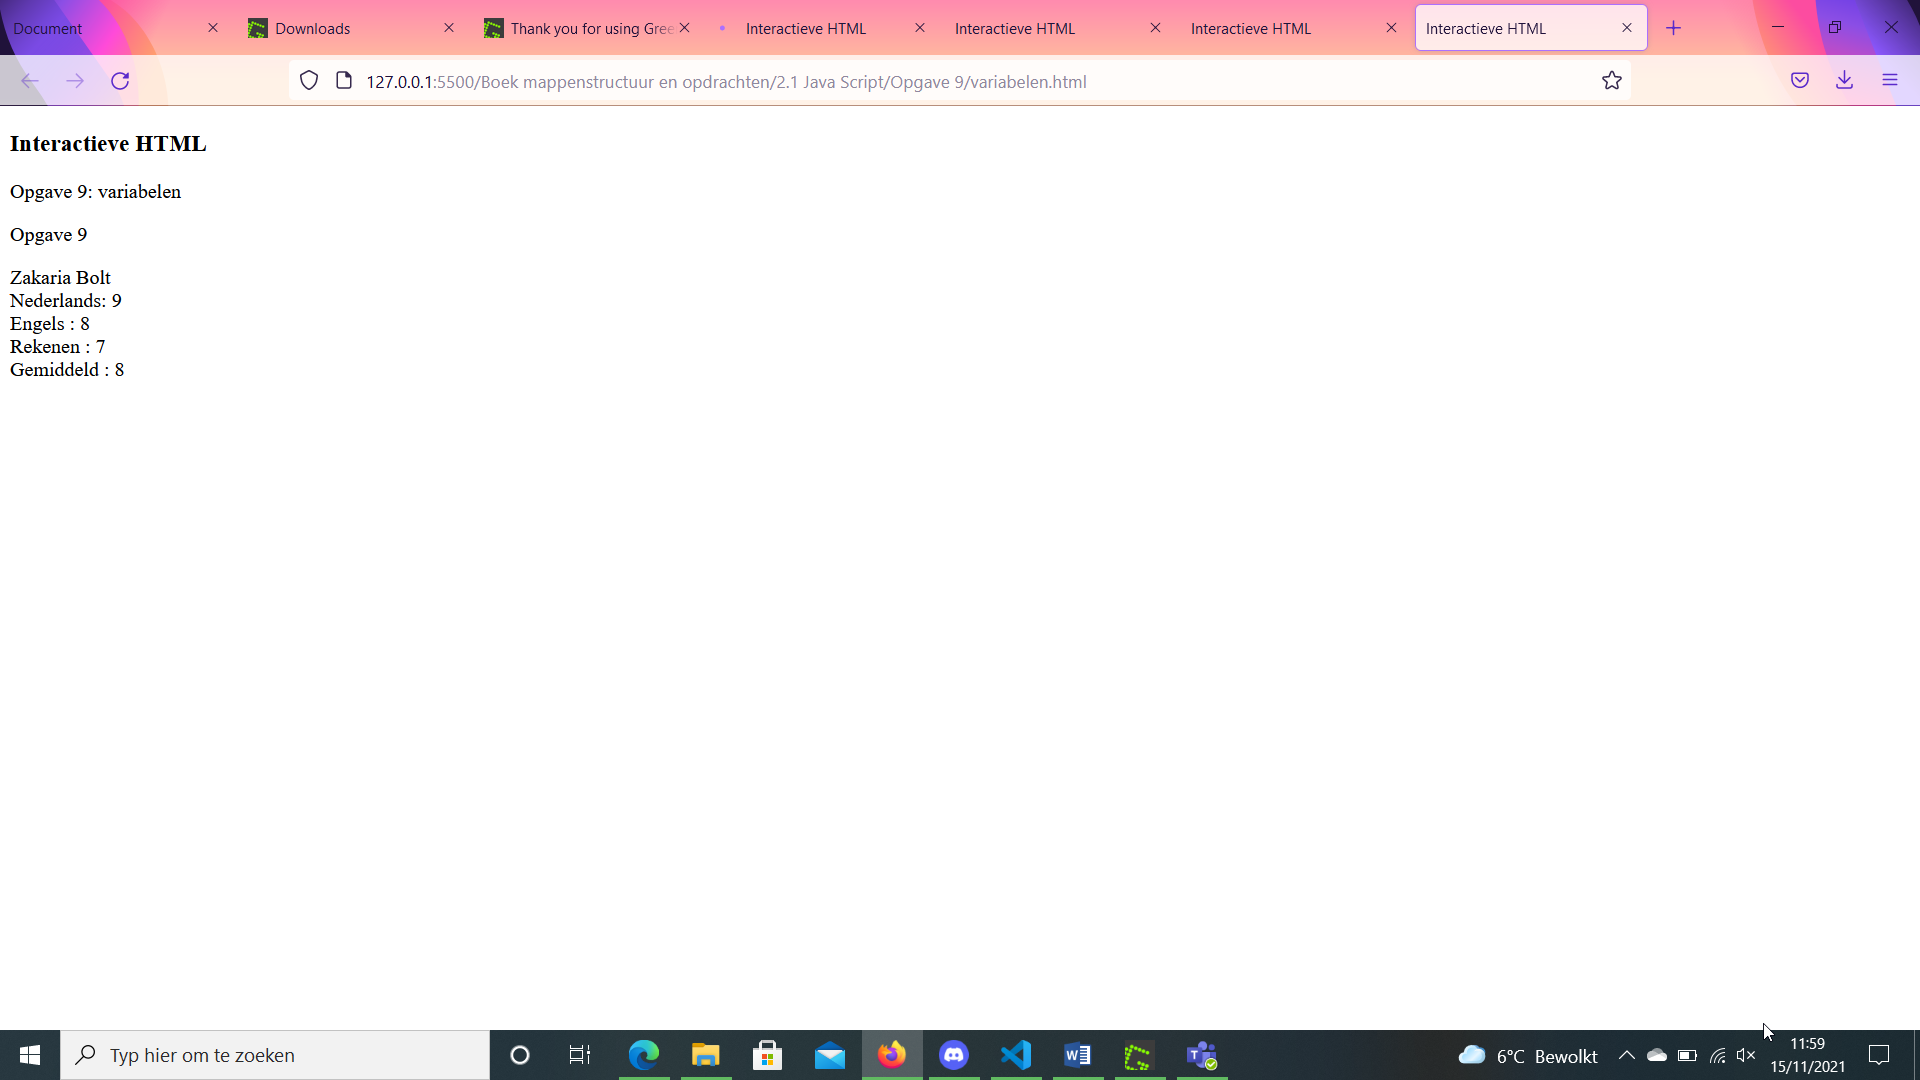 Document
Downloads
Thank you for using Gree
Interactieve HTML
Interactieve HTML
Interactieve HTML
Interactieve HTML
127.0.0.1:5500/Boek mappenstructuur en opdrachten/2.1 Java Script/Opgave 9/variabelen.html
Interactieve HTML
Opgave 9: variabelen
Opgave 9
Zakaria Bolt
Nederlands: 9
Engels : 8
Rekenen : 7
Gemiddeld : 8
Typ hier om te zoeken
6°C Bewolkt
11:59
15/11/2021